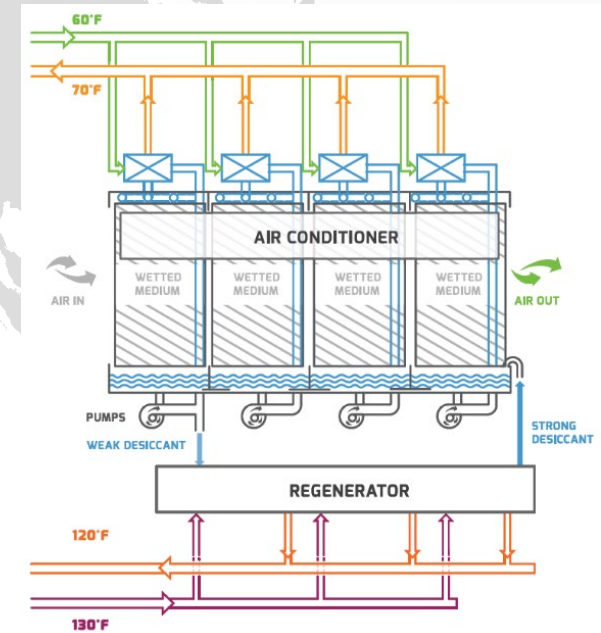 60°F
70°F
AIR CONDITIONER
WETTED
MEDIUM
WETTED
MEDIUM
WETTED
MEDIUM
WETTED
MEDIUM
AIR IN
AIR OUT
PUMPS
WEAK DESICCANT
STRONG
DESICCANT
REGENERATOR
120°F
130°F